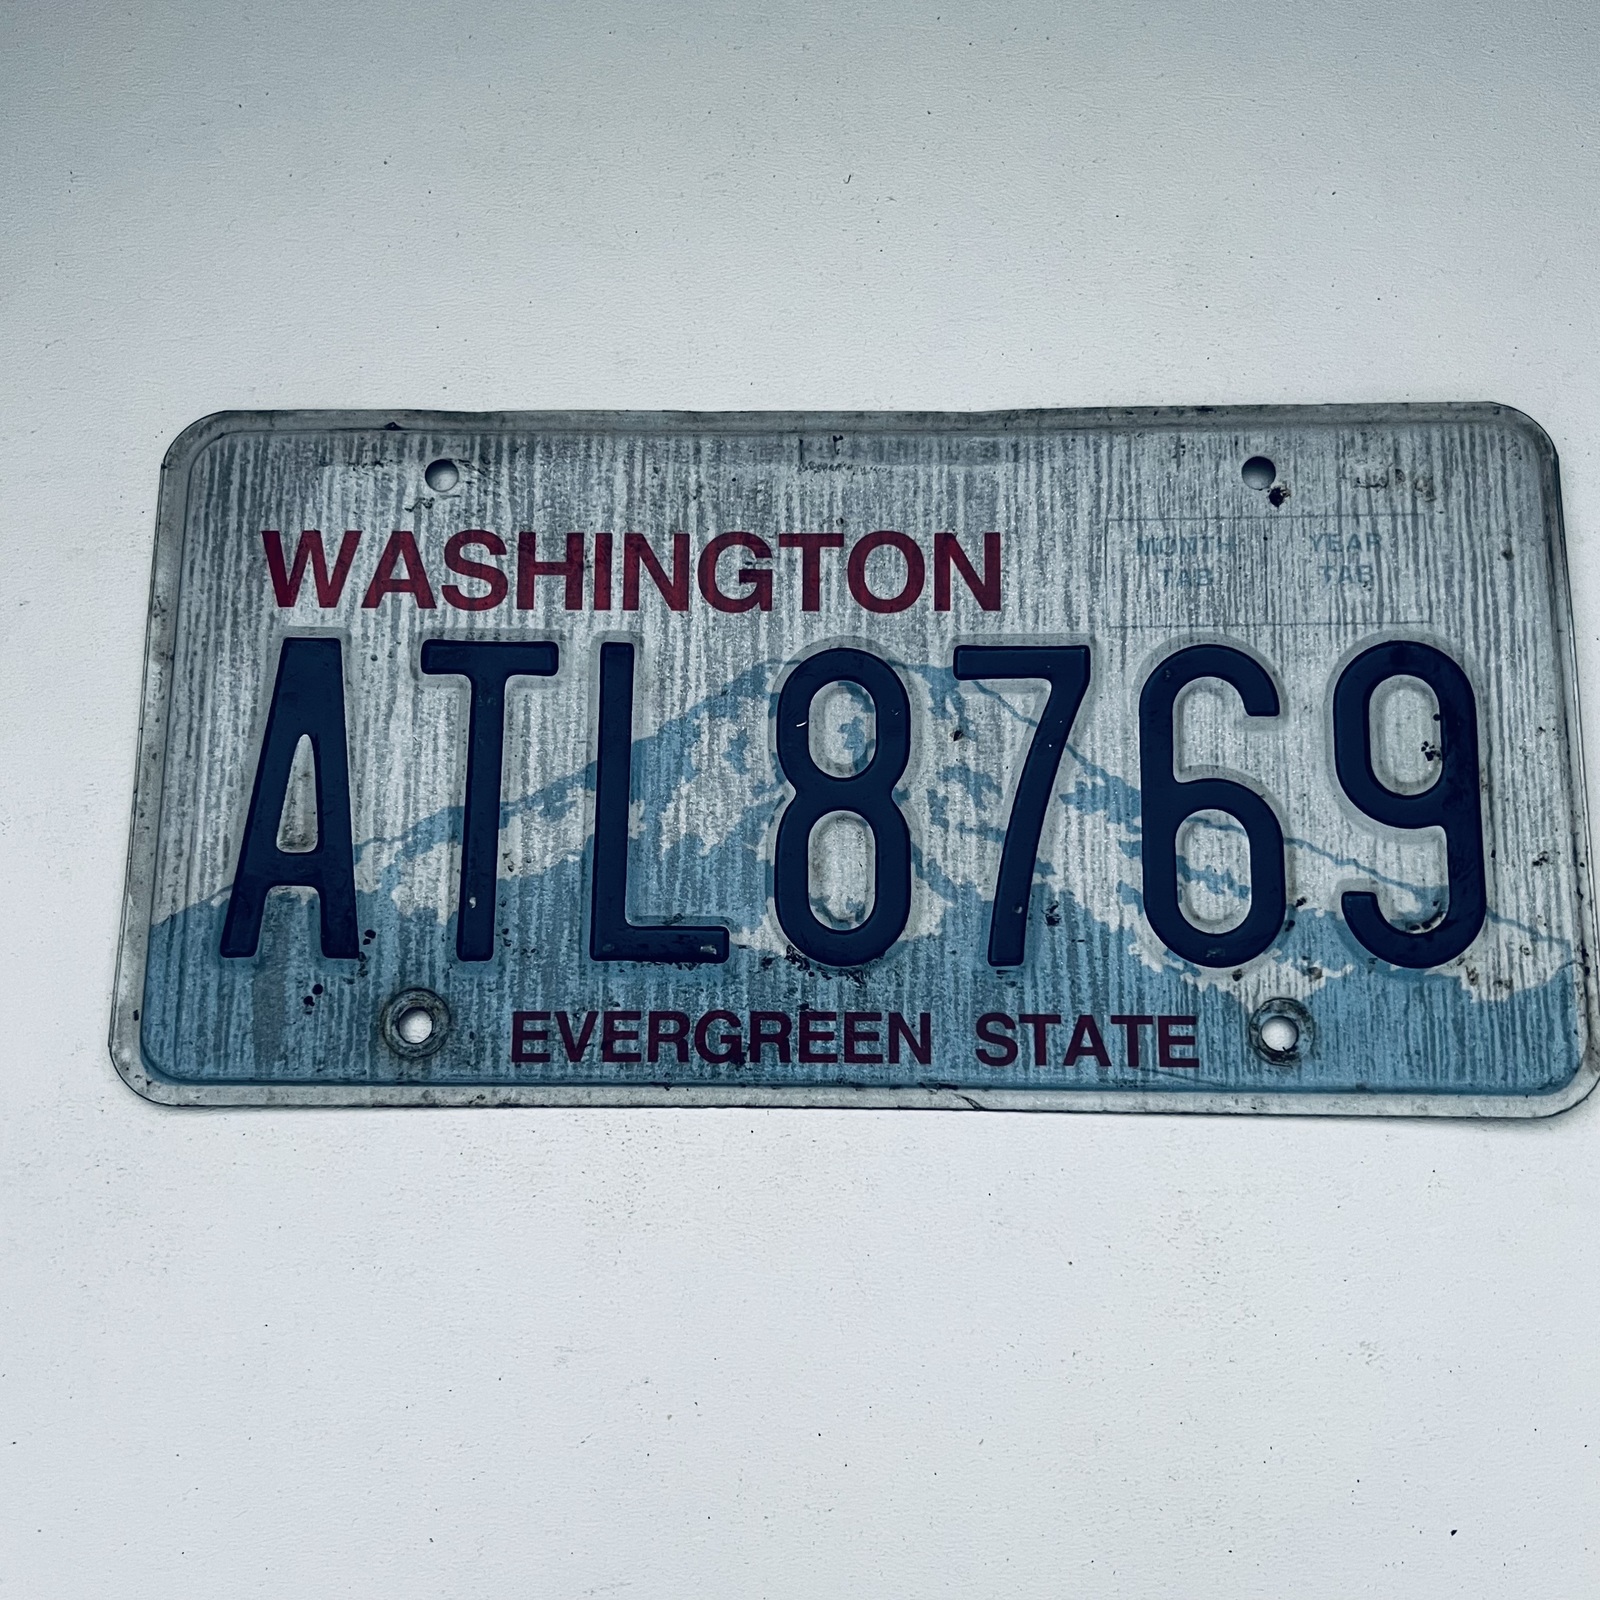 WASHINGTON
MONTH YEAR
TAB TAB
ATL8769
EVERGREEN STATE